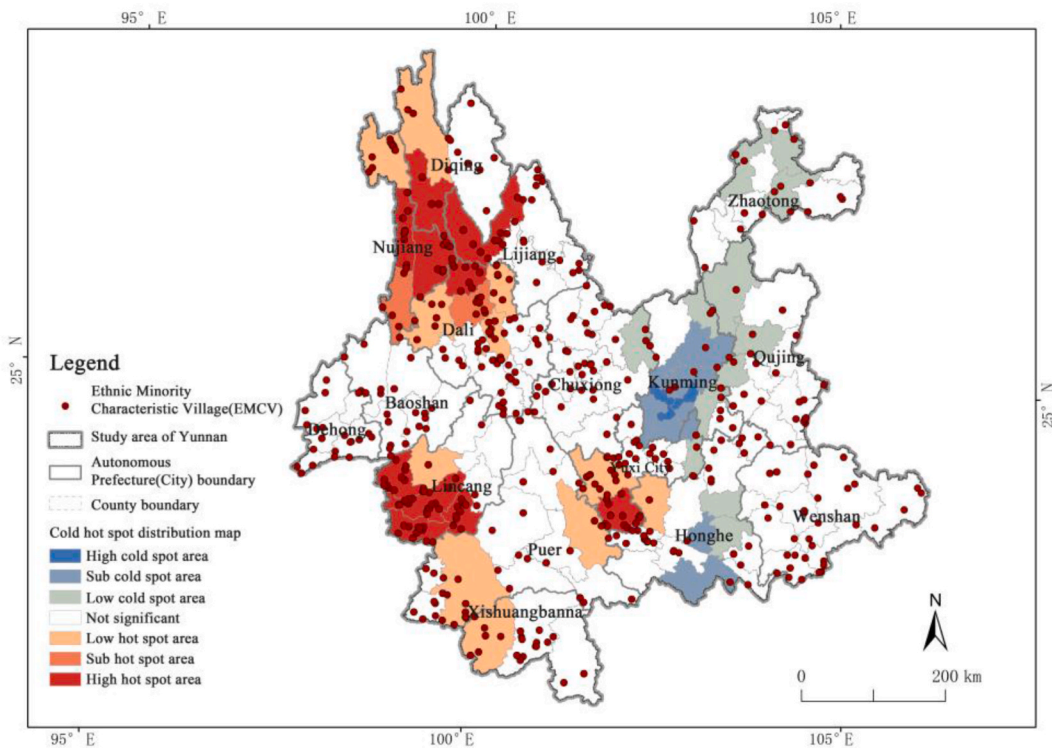 95° E
100° E
105° E
Diqing
Zhaotong
Nujiang
Lijiang
Dali
25° N
Legend
Ethnic Minority
Characteristic Village(EMCV)
Study area of Yunnan
Autonomous
Prefecture(City) boundary
County boundary
Cold hot spot distribution map
High cold spot area
Sub cold spot area
Low cold spot area
Not significant
Low hot spot area
Sub hot spot area
High hot spot area
Qujing
Kunming
Chuxiong
25° N
Baoshan
Dehong
Yuxi City
Lincang
Wenshan
Honghe
Puer
Xishuangbanna
N
0
200 km
95° E
100° E
105° E